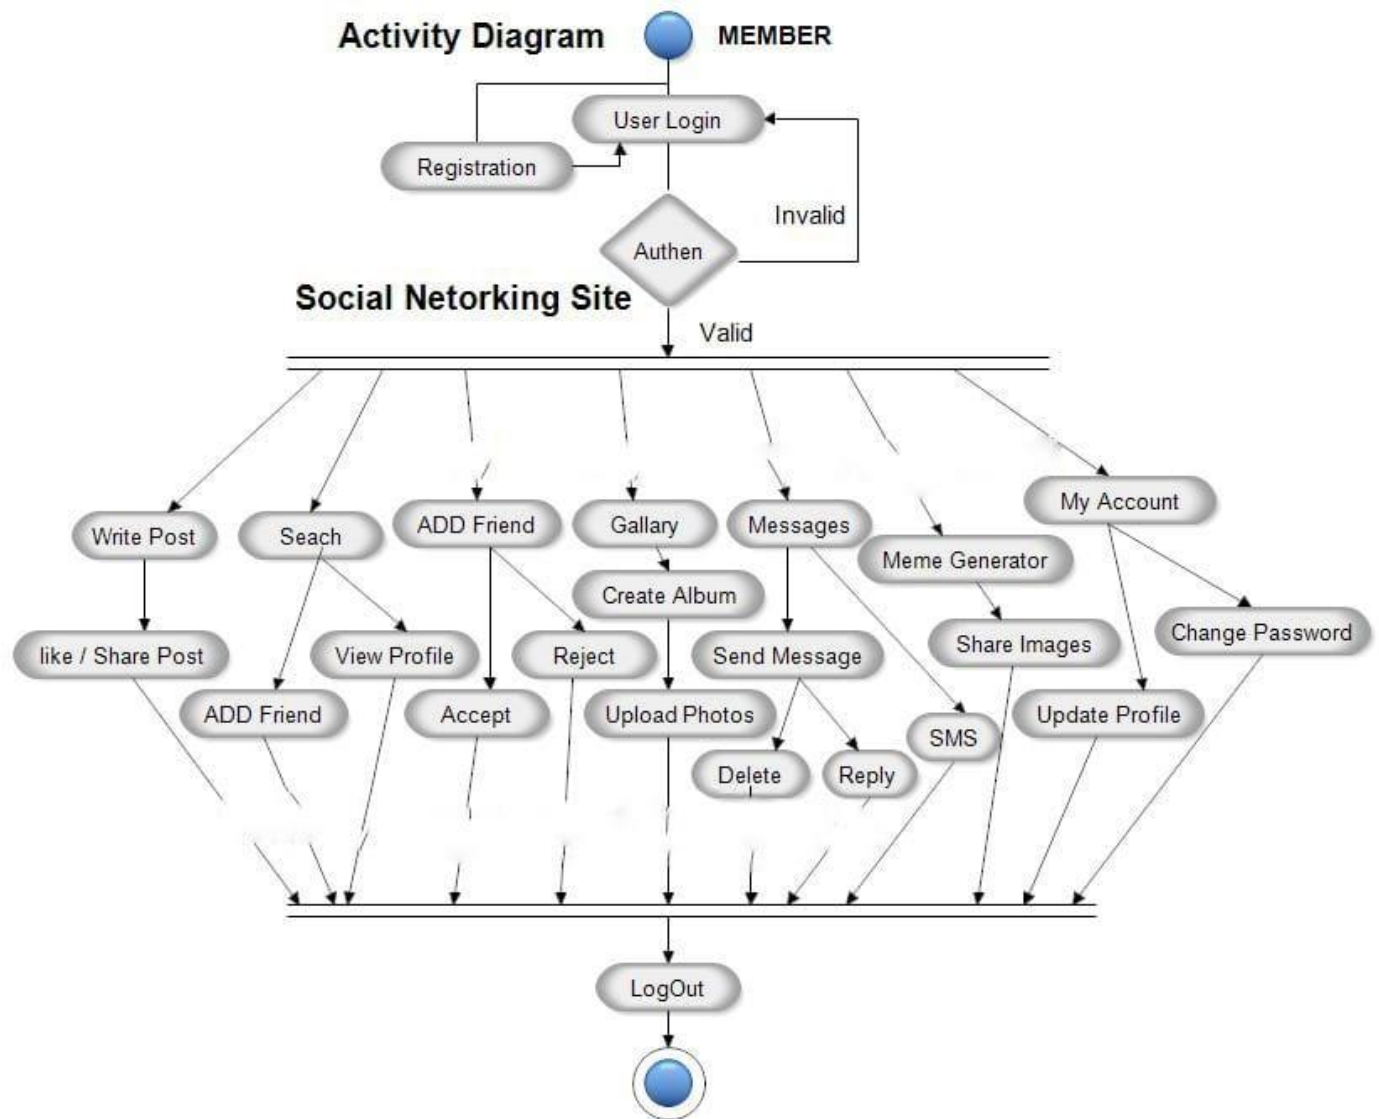 Activity Diagram
MEMBER
User Login
Registration
Invalid
Authen
Social Netorking Site
Valid
My Account
Write Post
Seach
ADD Friend
Gallary
Messages
Meme Generator
Create Album
Change Password
like / Share Post
View Profile
Reject
Send Message
Share Images
ADD Friend
Accept
Upload Photos
SMS
Update Profile
Delete
Reply
LogOut